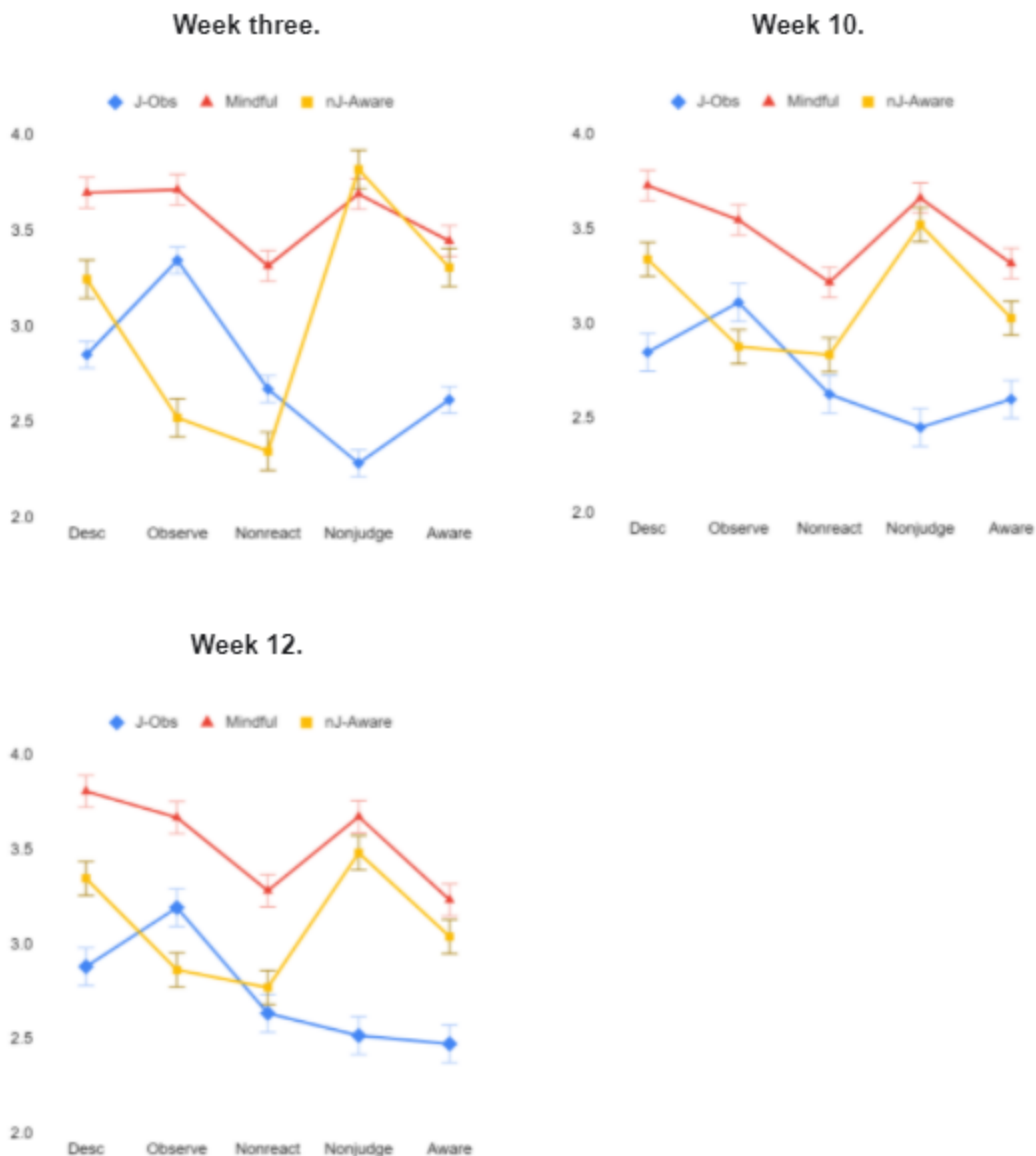 Week three.
J-Obs Mindful nJ-Aware
4.0
3.5
3.0
2.5
2.0
Desc Observe Nonreact Nonjudge Aware
Week 10.
J-Obs Mindful nJ-Aware
4.0
3.5
3.0
2.5
2.0
Desc Observe Nonreact Nonjudge Aware
Week 12.
J-Obs Mindful nJ-Aware
4.0
3.5
3.0
2.5
2.0
Desc Observe Nonreact Nonjudge Aware